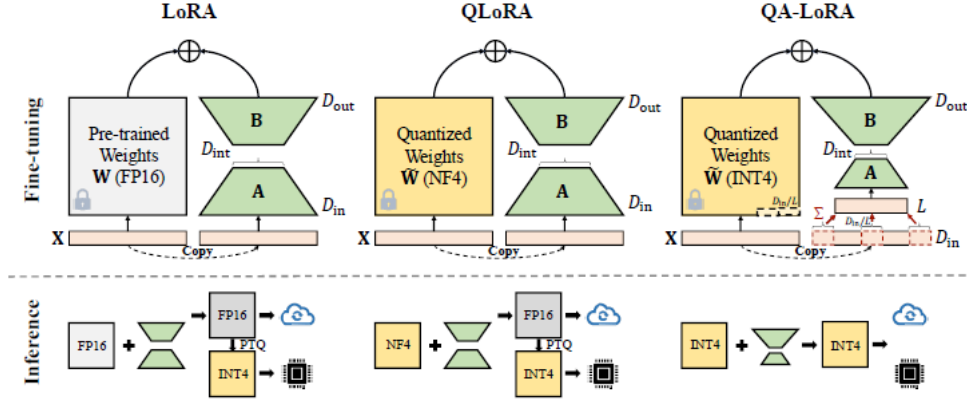 LoRA
QLoRA
QA-LoRA
Fine-tuning
Pre-trained
Weights
W (FP16)
B
A
D_out
D_int
D_in
X
Copy
Quantized
Weights
W̃ (NF4)
B
A
D_out
D_int
D_in
Copy
Quantized
Weights
W̃ (INT4)
D_in/L
B
A
D_out
D_int
L
Σ
D_in/L
D_in
Copy
Inference
FP16
+
FP16
PTQ
INT4
NF4
+
FP16
PTQ
INT4
INT4
+
INT4